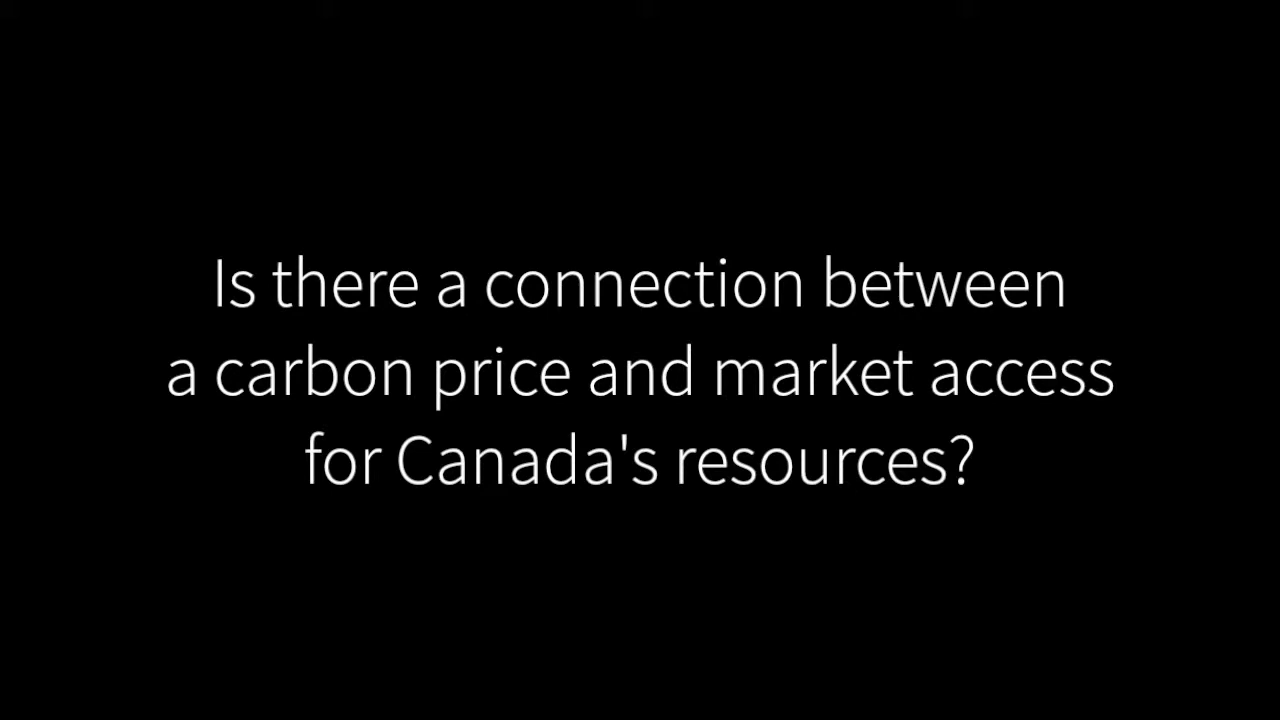 Is there a connection between
a carbon price and market access
for Canada's resources?